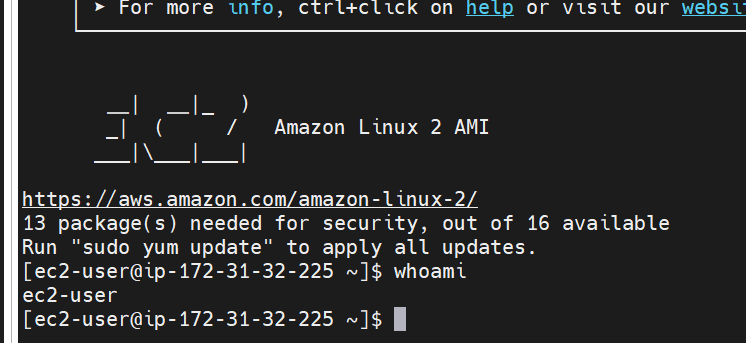 ➤ For more info, ctrl+click on help or visit our
__|  __|_  )
_|  (     /   Amazon Linux 2 AMI
___|\___|___|
https://aws.amazon.com/amazon-linux-2/
13 package(s) needed for security, out of 16 available
Run "sudo yum update" to apply all updates.
[ec2-user@ip-172-31-32-225 ~]$ whoami
ec2-user
[ec2-user@ip-172-31-32-225 ~]$